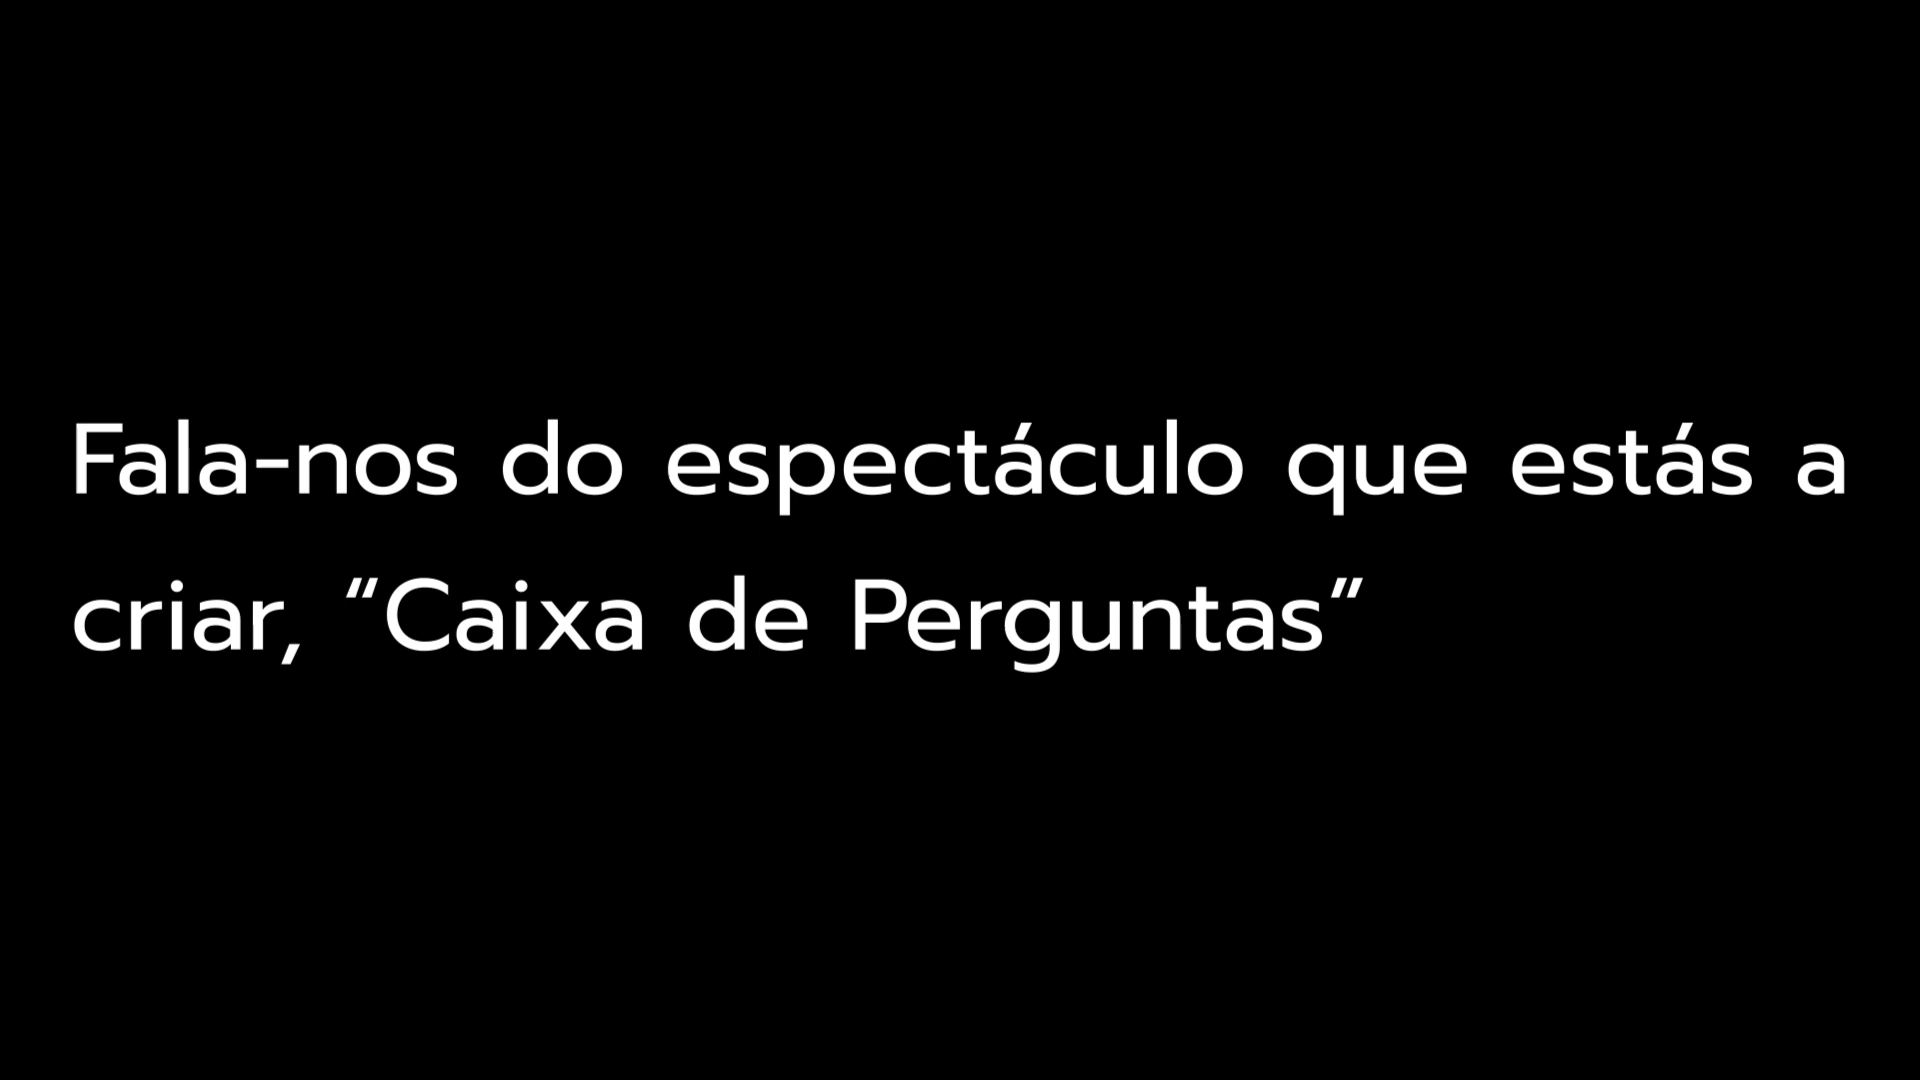 Fala-nos do espectáculo que estás a
criar, “Caixa de Perguntas”